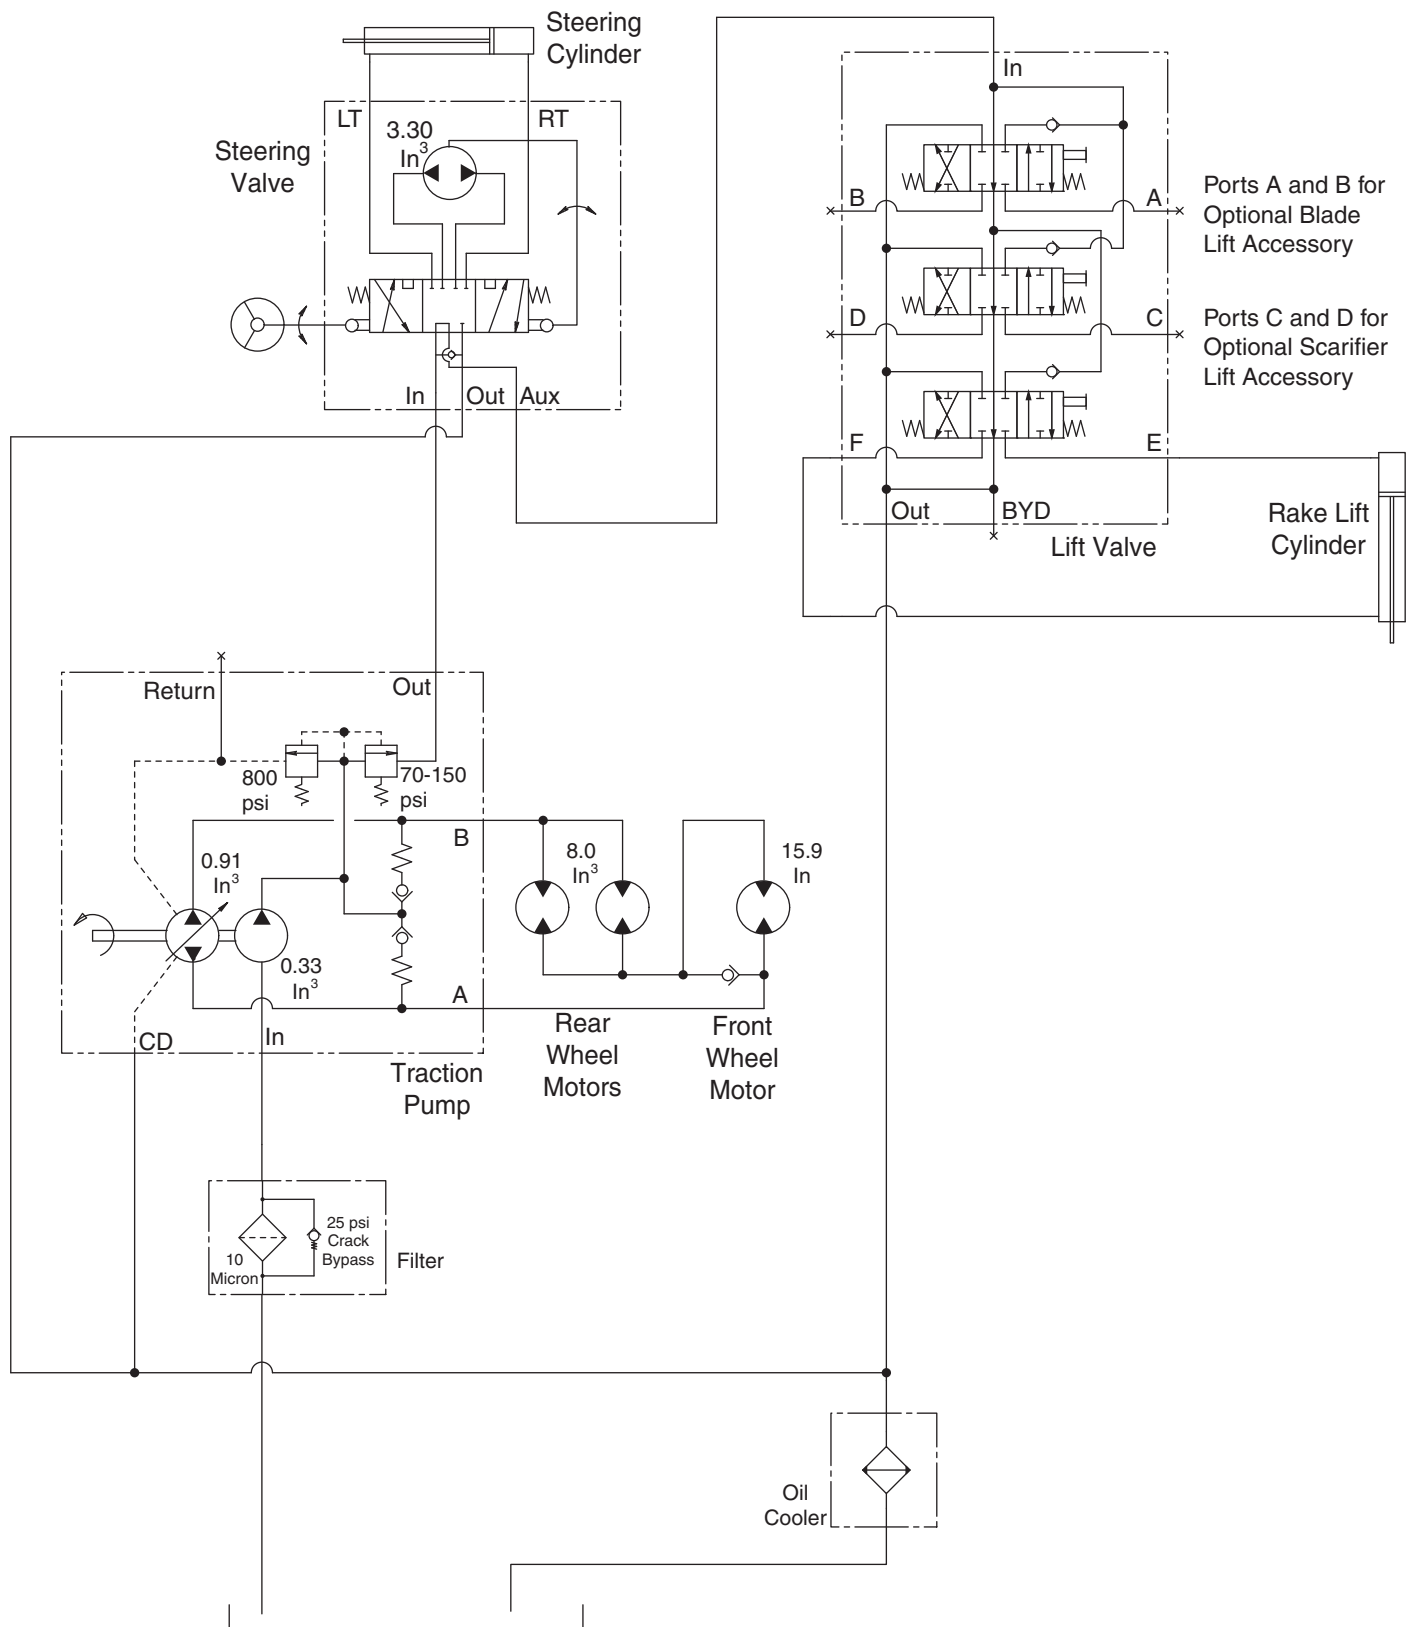 Steering
Cylinder
In
LT
RT
3.30
In3
Steering
Valve
B
A
Ports A and B for
Optional Blade
Lift Accessory
D
C
Ports C and D for
Optional Scarifier
Lift Accessory
In
Out
Aux
F
E
Out
BYD
Rake Lift
Cylinder
Lift Valve
Return
Out
800
psi
70-150
psi
B
0.91
In3
8.0
In3
15.9
In
0.33
In3
A
CD
In
Rear
Wheel
Motors
Front
Wheel
Motor
Traction
Pump
25 psi
Crack
Bypass
10
Micron
Filter
Oil
Cooler